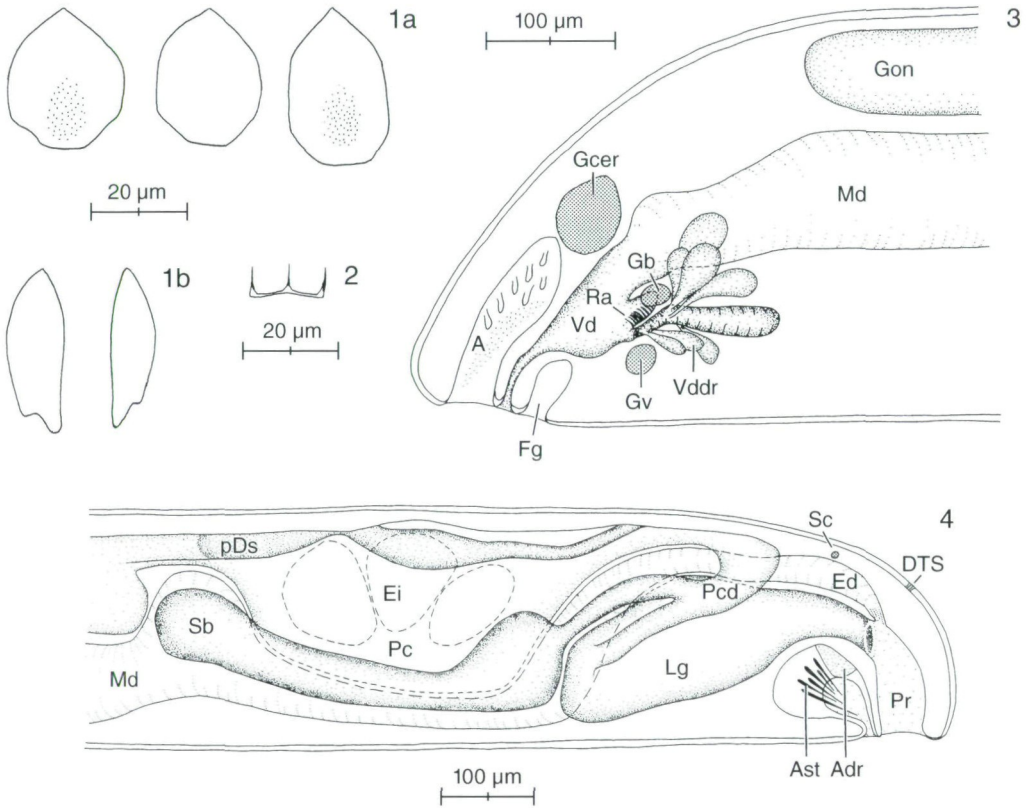 1a
100 µm
3
Gon
Gcer
20 µm
Md
1b
2
Gb
Ra
Vd
20 µm
A
Gv
Vddr
Fg
Sc
4
pDs
DTS
Ei
Ed
Pcd
Sb
Pc
Lg
Md
Pr
Ast
Adr
100 µm